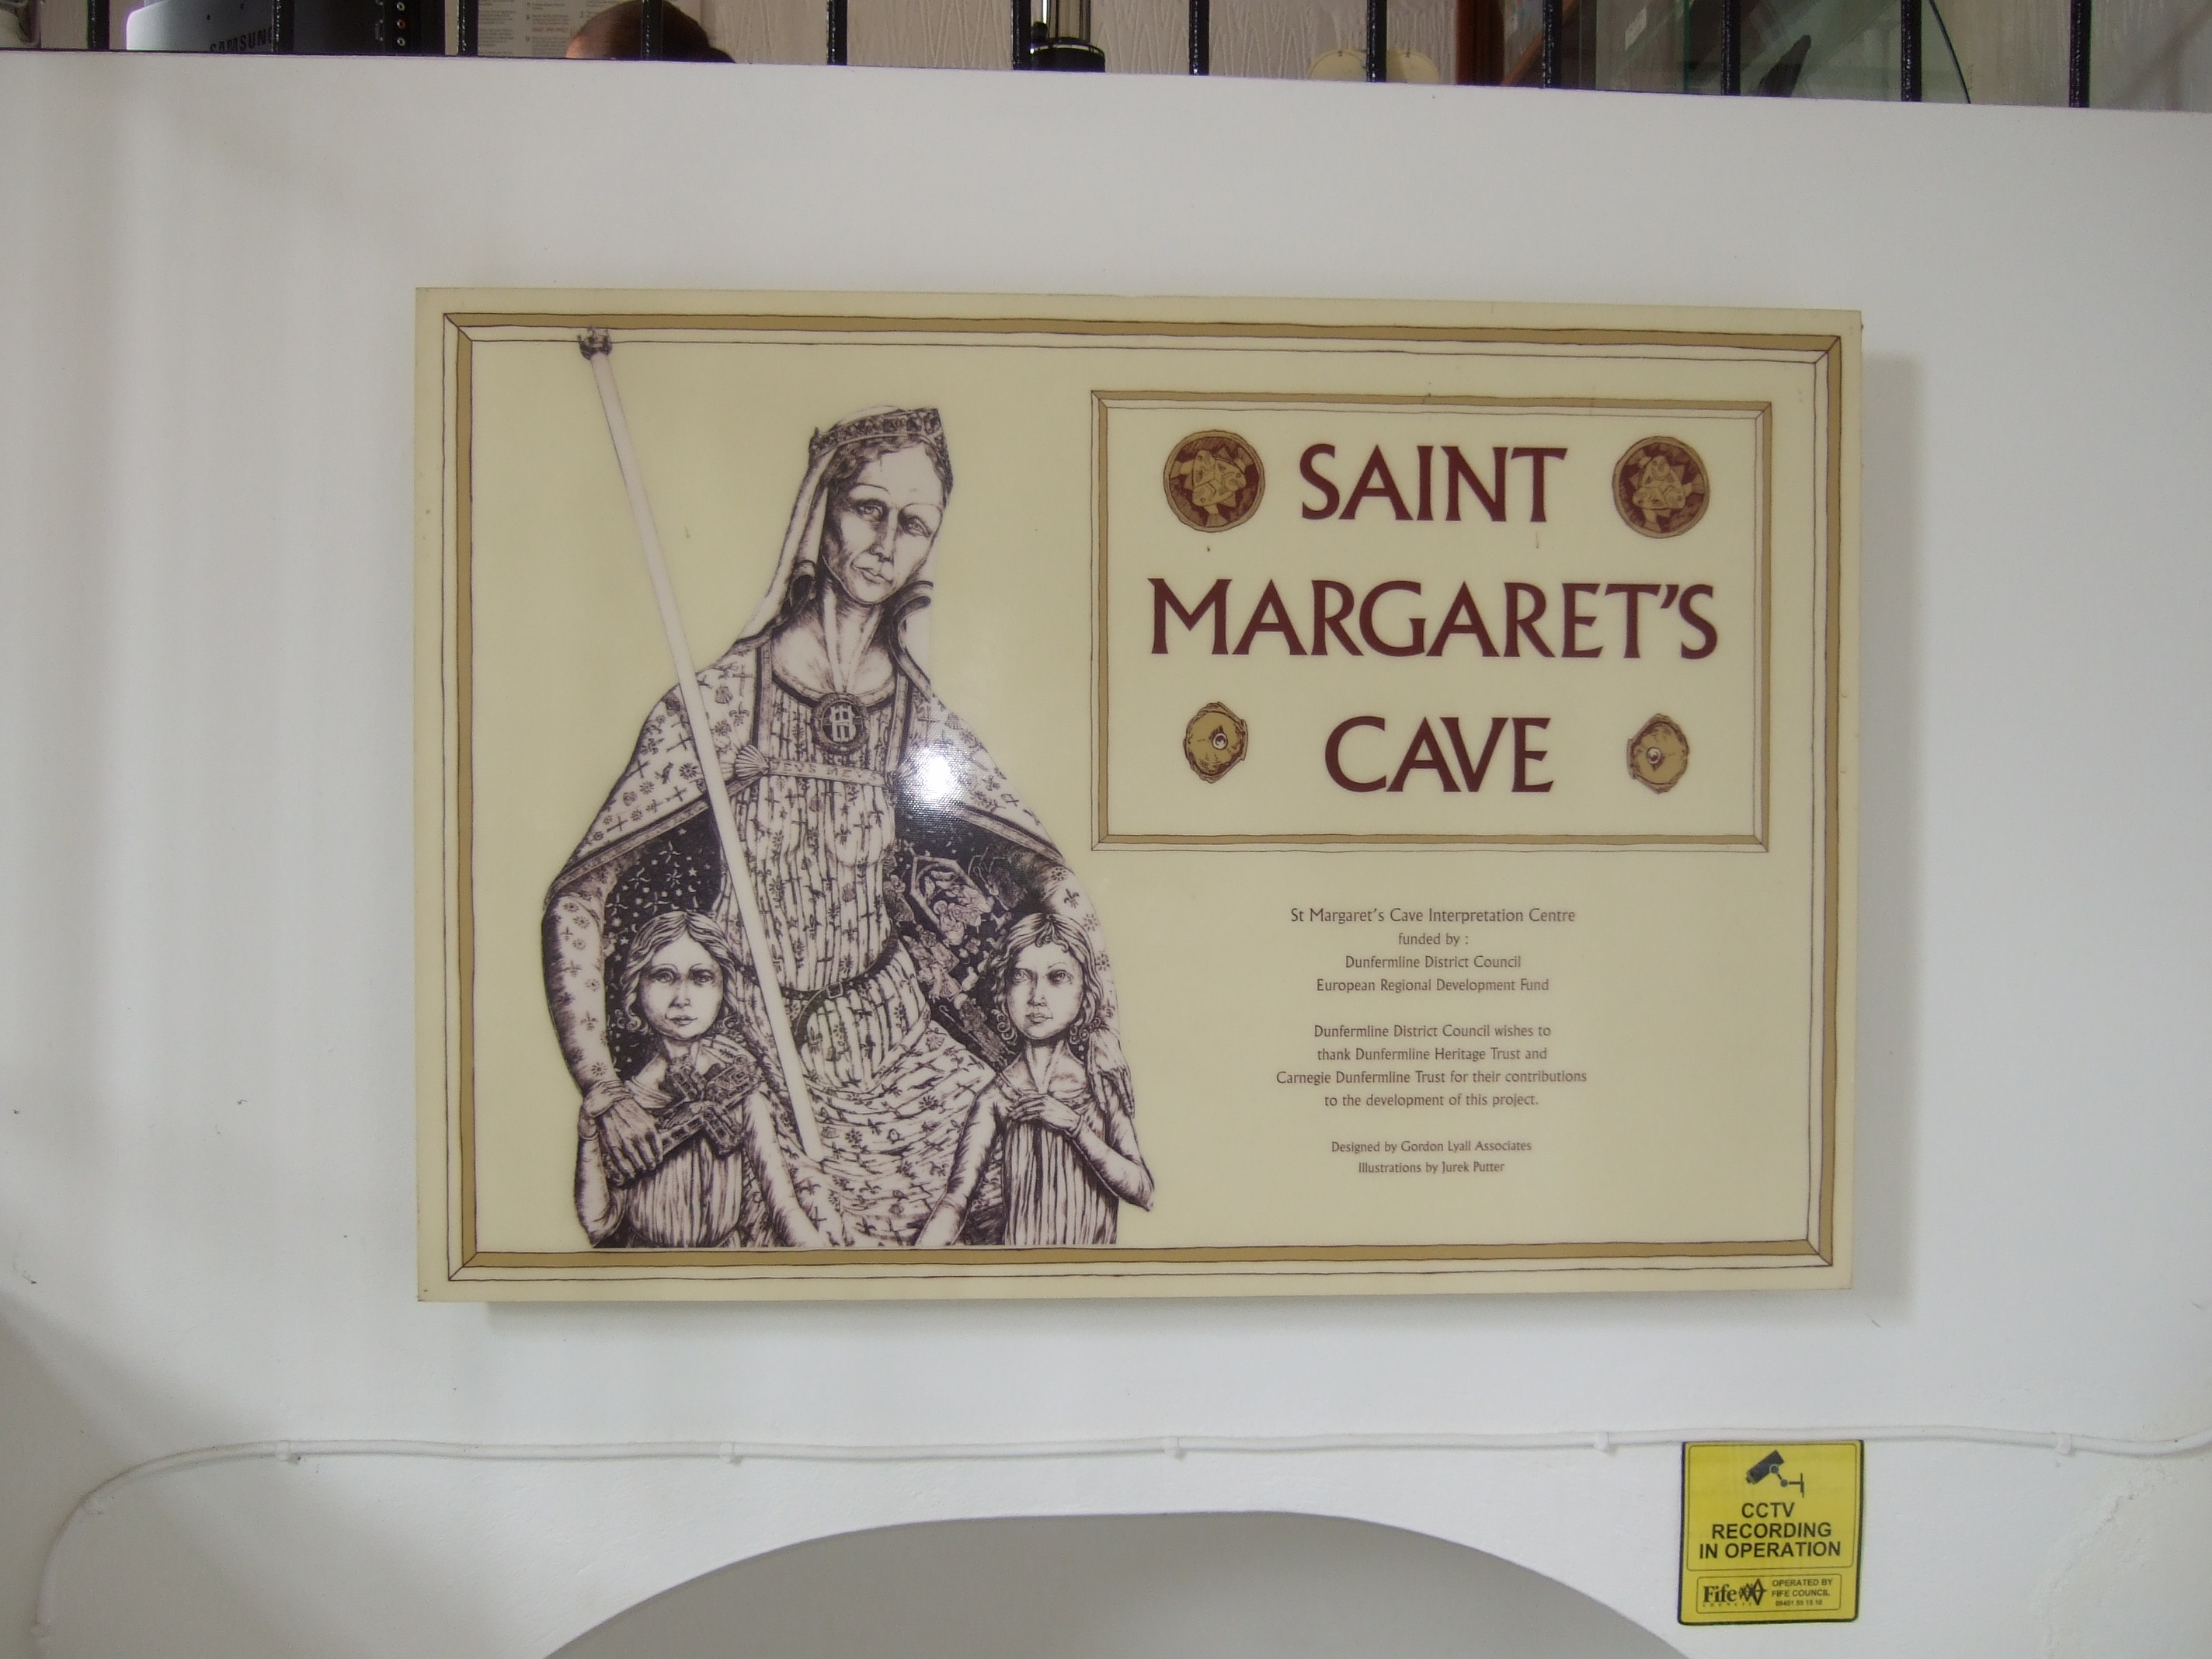 SAMSUNG
SAINT
MARGARET'S
CAVE
St Margaret's Cave Interpretation Centre
funded by :
Dunfermline District Council
European Regional Development Fund
Dunfermline District Council wishes to
thank Dunfermline Heritage Trust and
Carnegie Dunfermline Trust for their contributions
to the development of this project.
Designed by Gordon Lyall Associates
Illustrations by Jurek Putter
CCTV
RECORDING
IN OPERATION
Fife
COUNCIL
OPERATED BY
FIFE COUNCIL